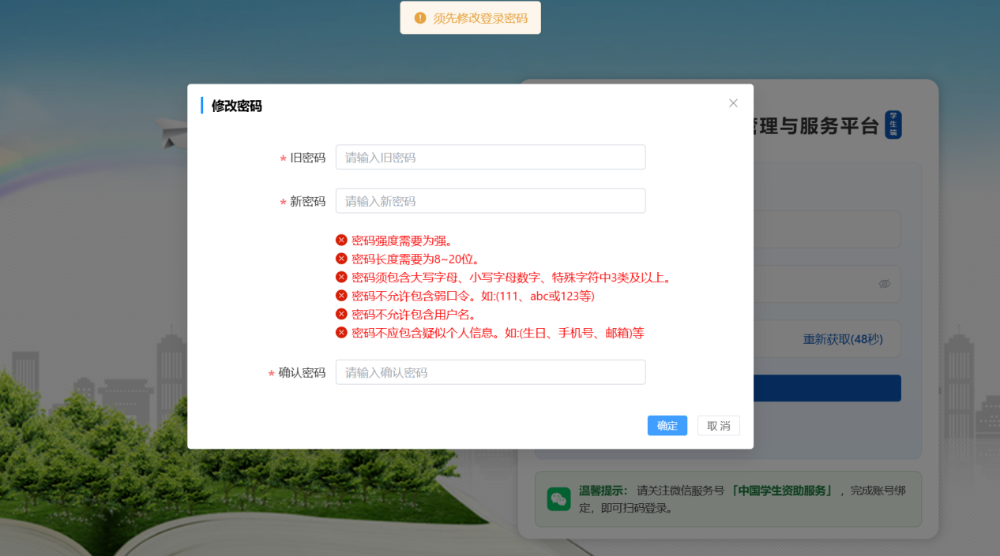 须先修改登录密码
修改密码
管理与服务平台
学生端
* 旧密码 请输入旧密码
* 新密码 请输入新密码
密码强度需要为强。
密码长度需要为8~20位。
密码须包含大写字母、小写字母数字、特殊字符中3类及以上。
密码不允许包含弱口令。如:(111、abc或123等)
密码不允许包含用户名。
密码不应包含疑似个人信息。如:(生日、手机号、邮箱)等
重新获取(48秒)
* 确认密码 请输入确认密码
确定 取消
温馨提示： 请关注微信服务号「中国学生资助服务」，完成账号绑
定，即可扫码登录。